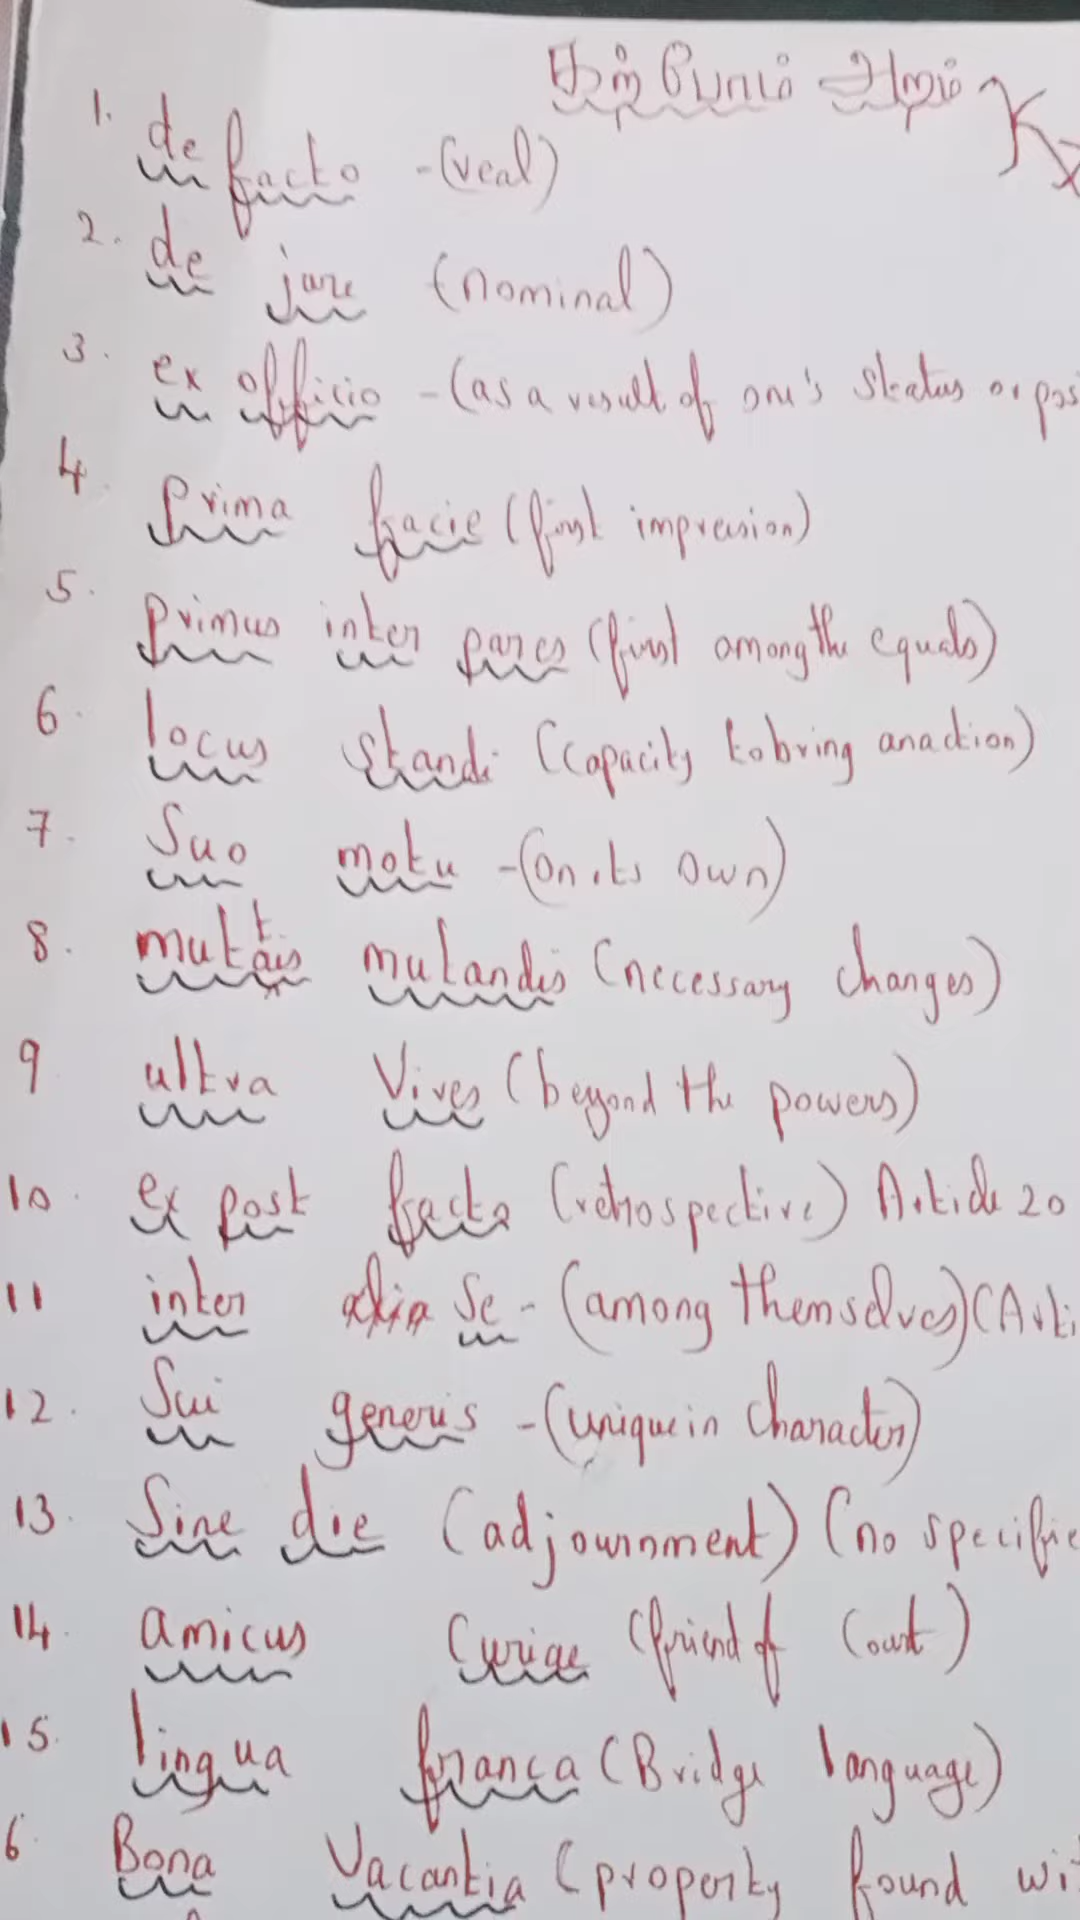 கற்போம் அறம்
1. de facto - (real)
2. de jure (nominal)
3. ex officio - (as a result of one's status or pos
4 Prima facie (first impression)
5. Primus inter pares (first among the equals)
6. locus standi (Capacity to bring an action)
7. Suo motu - (on its own)
8. mutatis mutandis (necessary changes)
9 ultra Vires (beyond the powers)
10. ex post facto (retrospective) Article 20
11 inter alia Se - (among themselves) (Arti
12. Sui generis - (unique in Character)
13. Sine die (adjournment) (no specifie
14. amicus Curiae (friend of Court)
15. lingua franca (Bridge language)
6. Bona Vacantia (property found wi